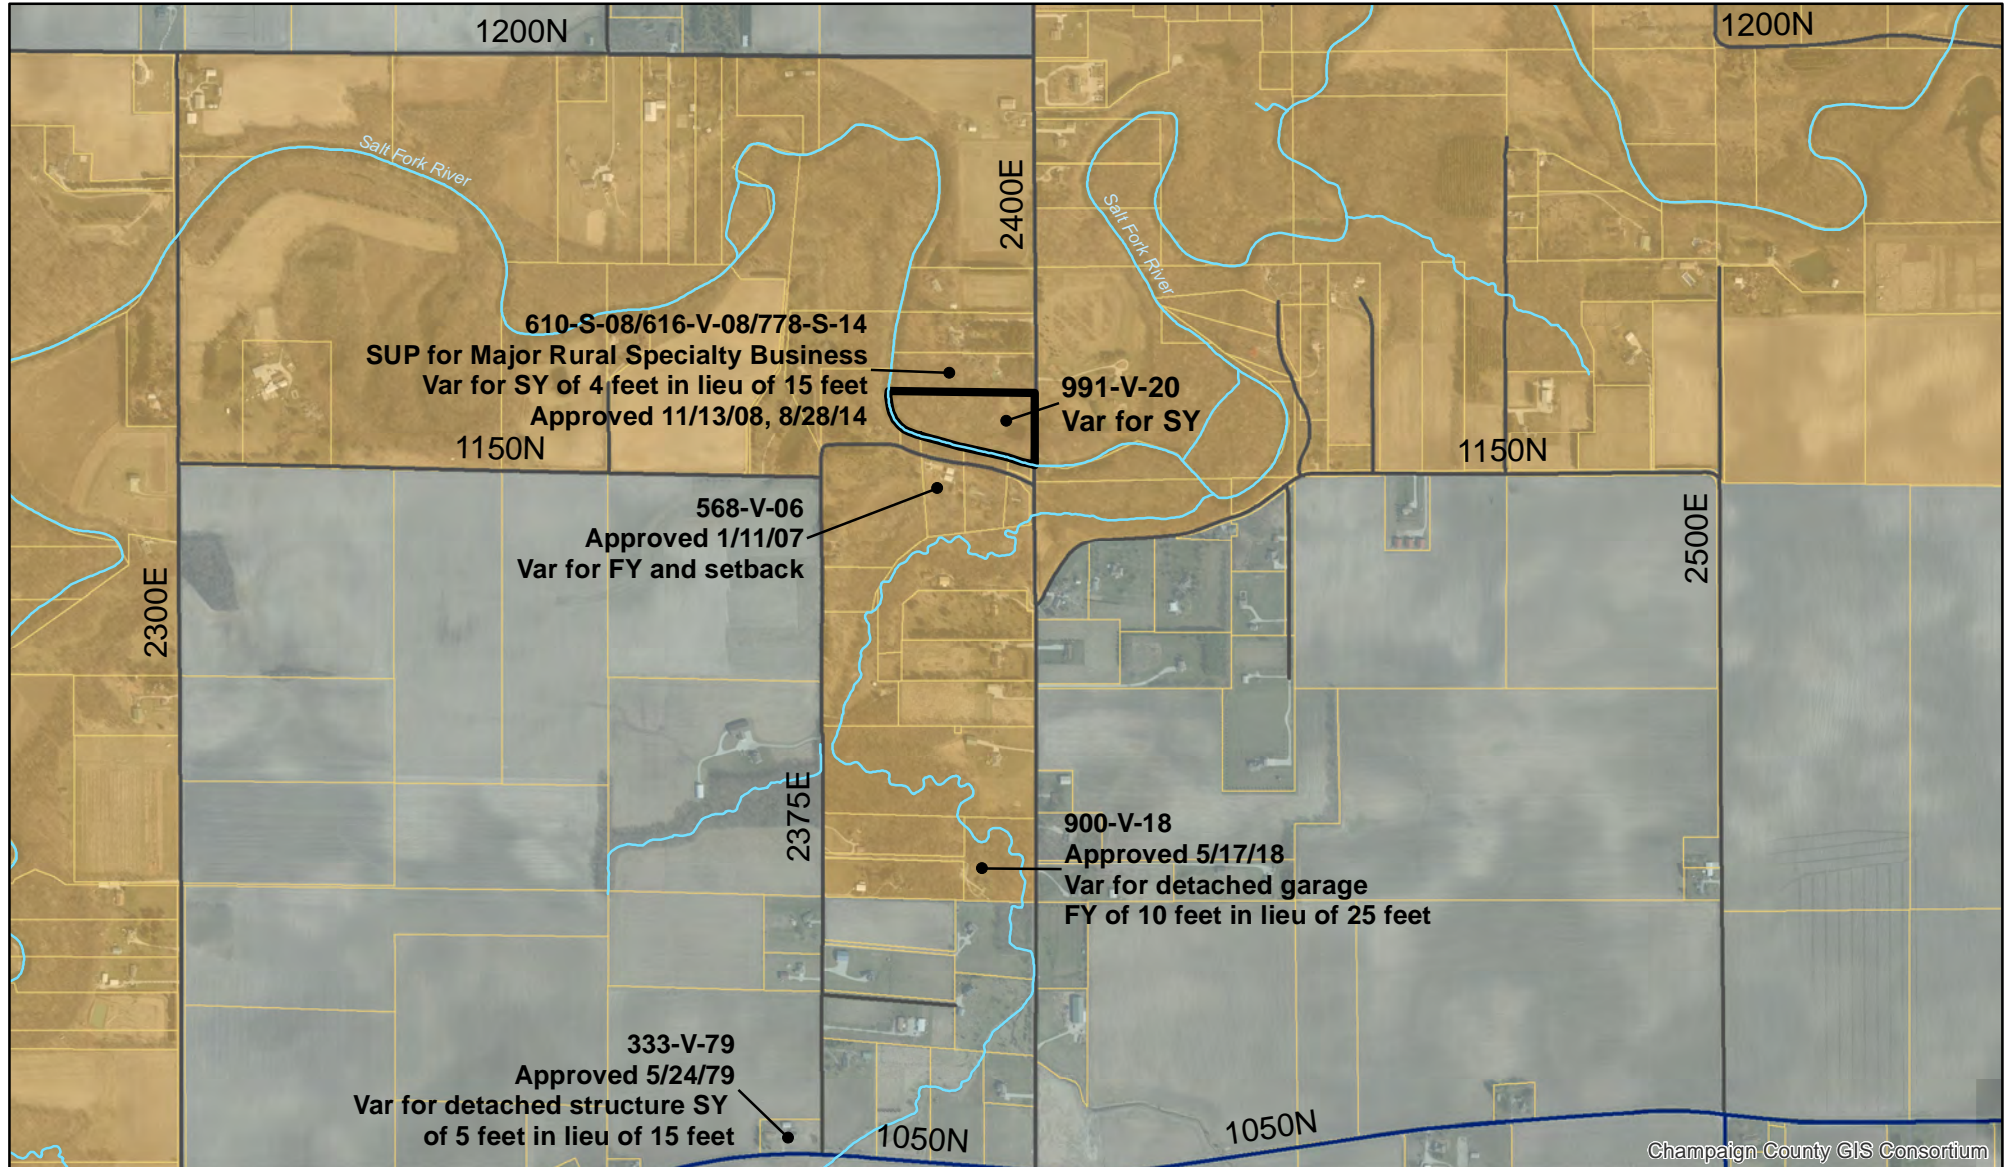 1200N
1200N
Salt Fork River
2400E
Salt Fork River
610-S-08/616-V-08/778-S-14
SUP for Major Rural Specialty Business
Var for SY of 4 feet in lieu of 15 feet
Approved 11/13/08, 8/28/14
991-V-20
Var for SY
1150N
1150N
568-V-06
Approved 1/11/07
Var for FY and setback
2300E
2500E
2375E
900-V-18
Approved 5/17/18
Var for detached garage
FY of 10 feet in lieu of 25 feet
333-V-79
Approved 5/24/79
Var for detached structure SY
of 5 feet in lieu of 15 feet
1050N
1050N
Champaign County GIS Consortium